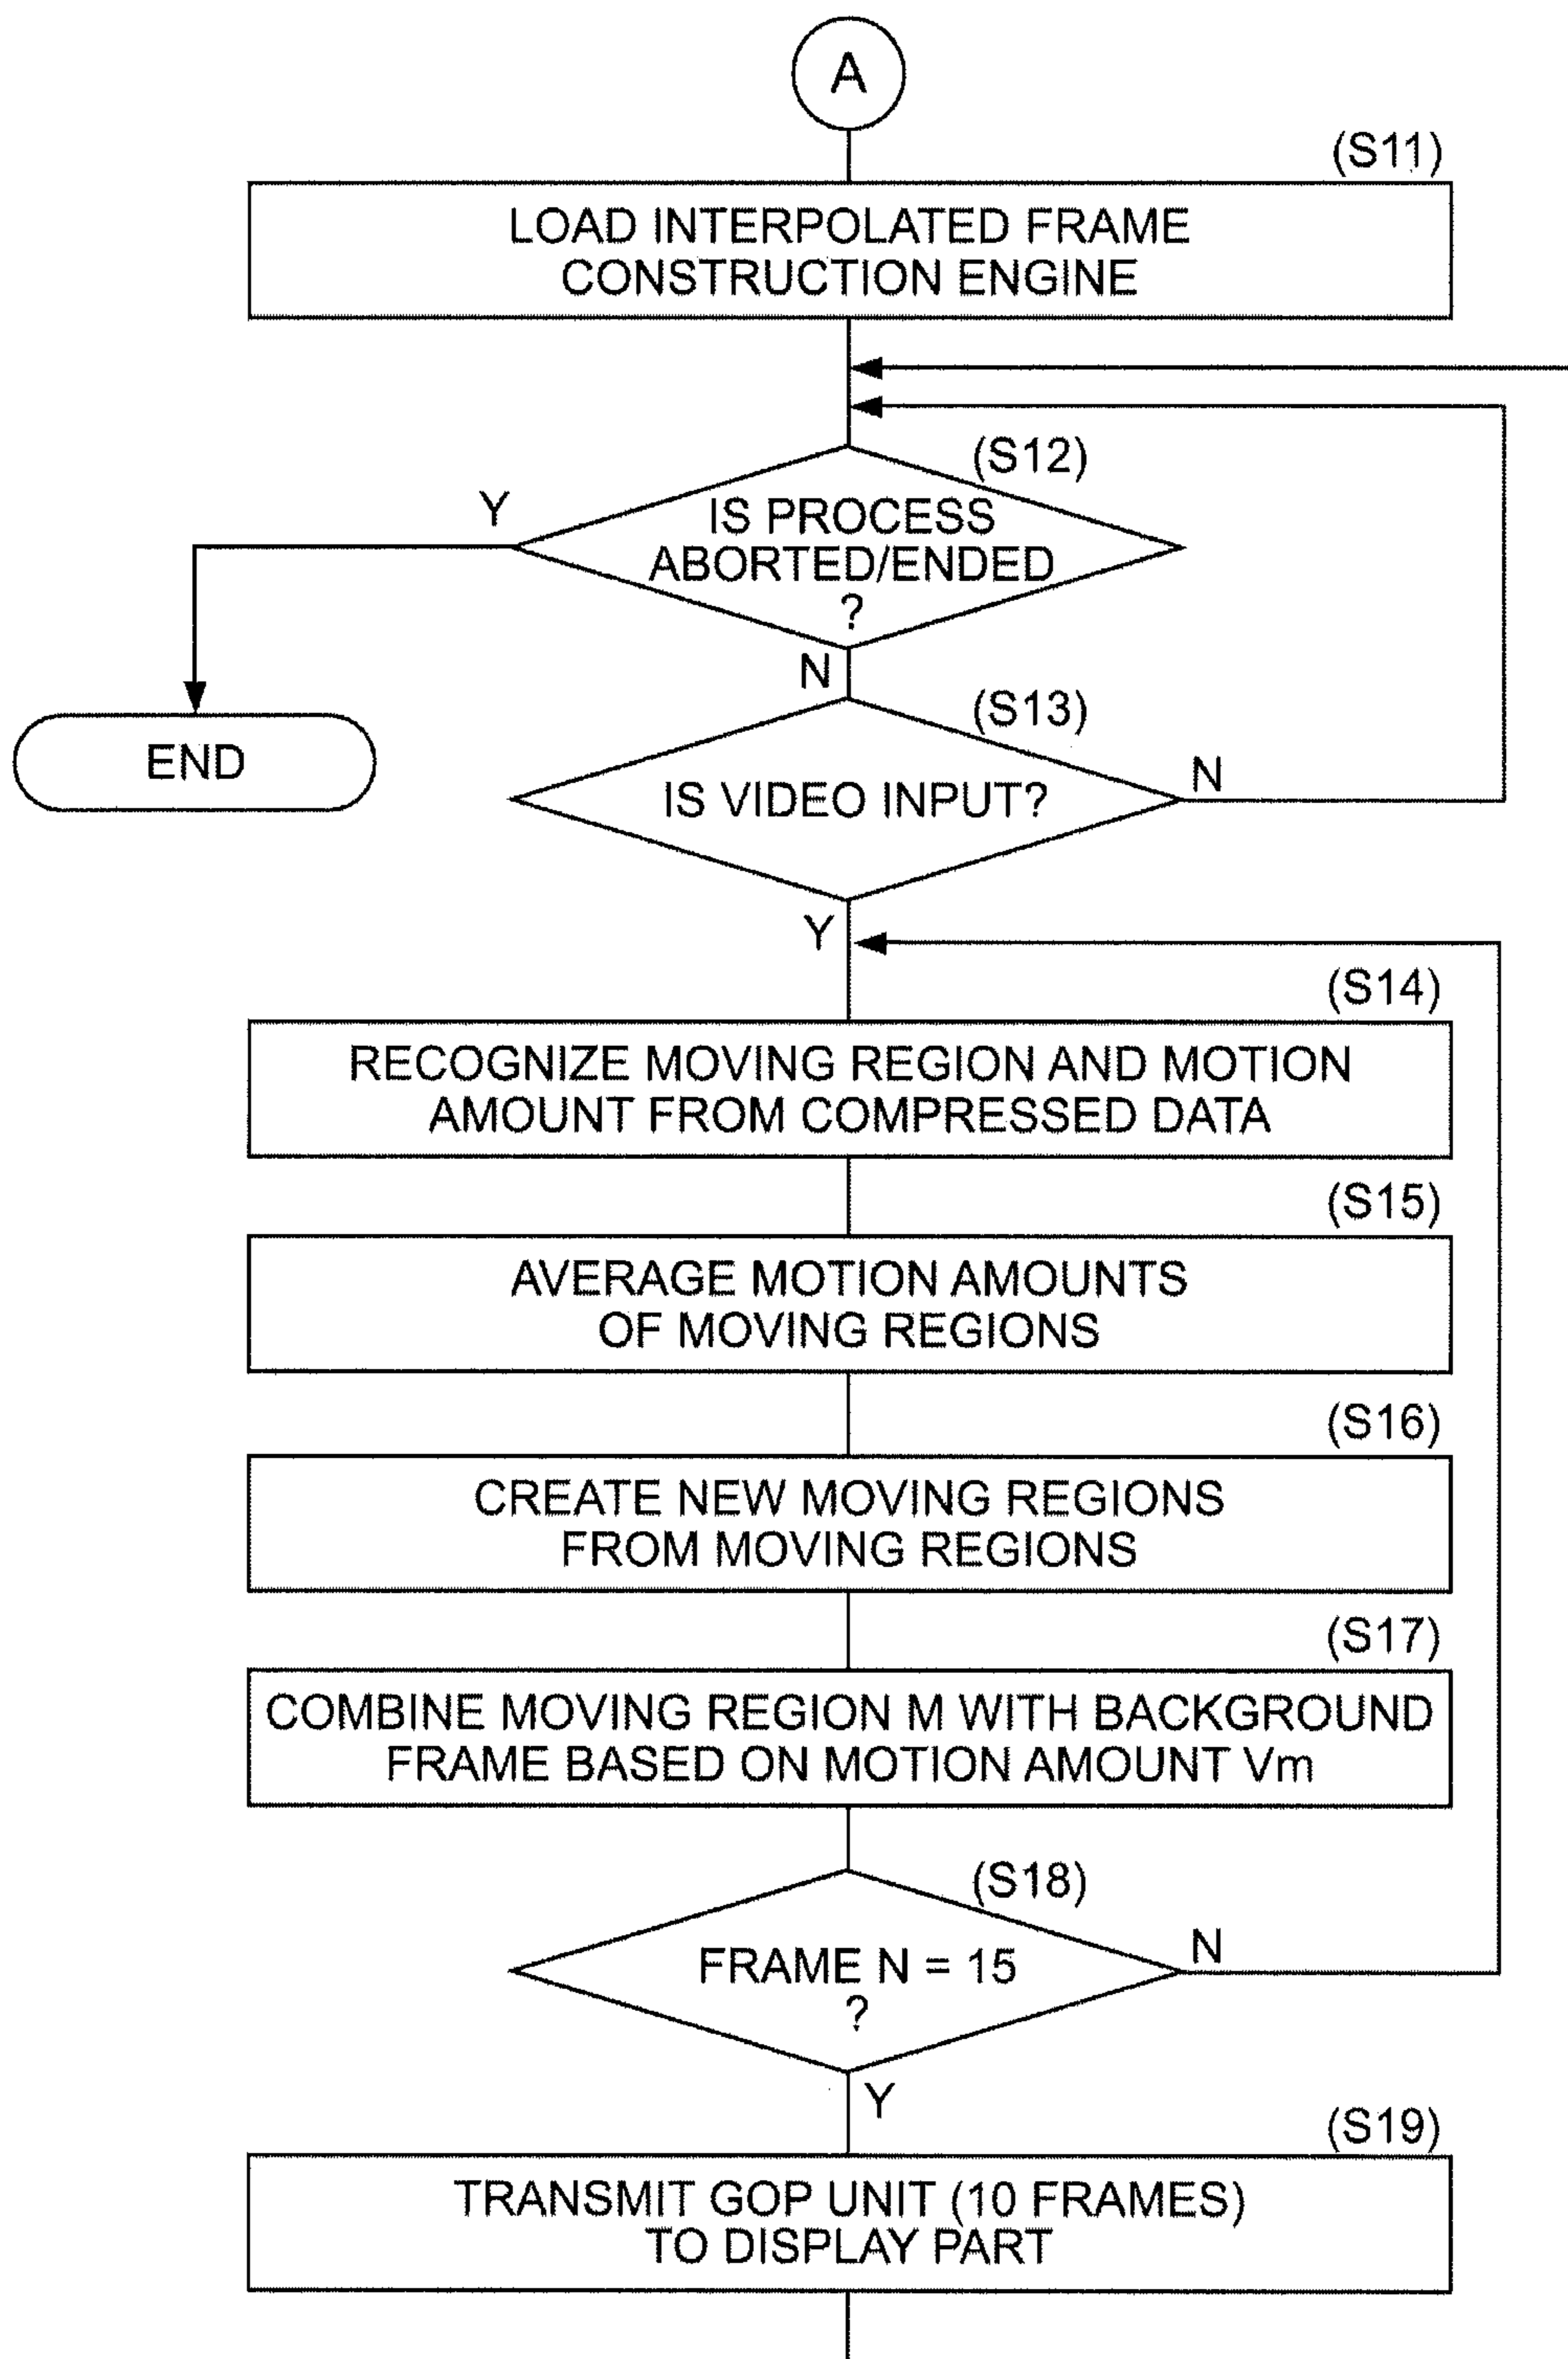 A
(S11)
LOAD INTERPOLATED FRAME
CONSTRUCTION ENGINE
(S12)
Y
IS PROCESS
ABORTED/ENDED
?
N
(S13)
END
IS VIDEO INPUT?
N
Y
(S14)
RECOGNIZE MOVING REGION AND MOTION
AMOUNT FROM COMPRESSED DATA
(S15)
AVERAGE MOTION AMOUNTS
OF MOVING REGIONS
(S16)
CREATE NEW MOVING REGIONS
FROM MOVING REGIONS
(S17)
COMBINE MOVING REGION M WITH BACKGROUND
FRAME BASED ON MOTION AMOUNT Vm
(S18)
FRAME N = 15
?
N
Y
(S19)
TRANSMIT GOP UNIT (10 FRAMES)
TO DISPLAY PART